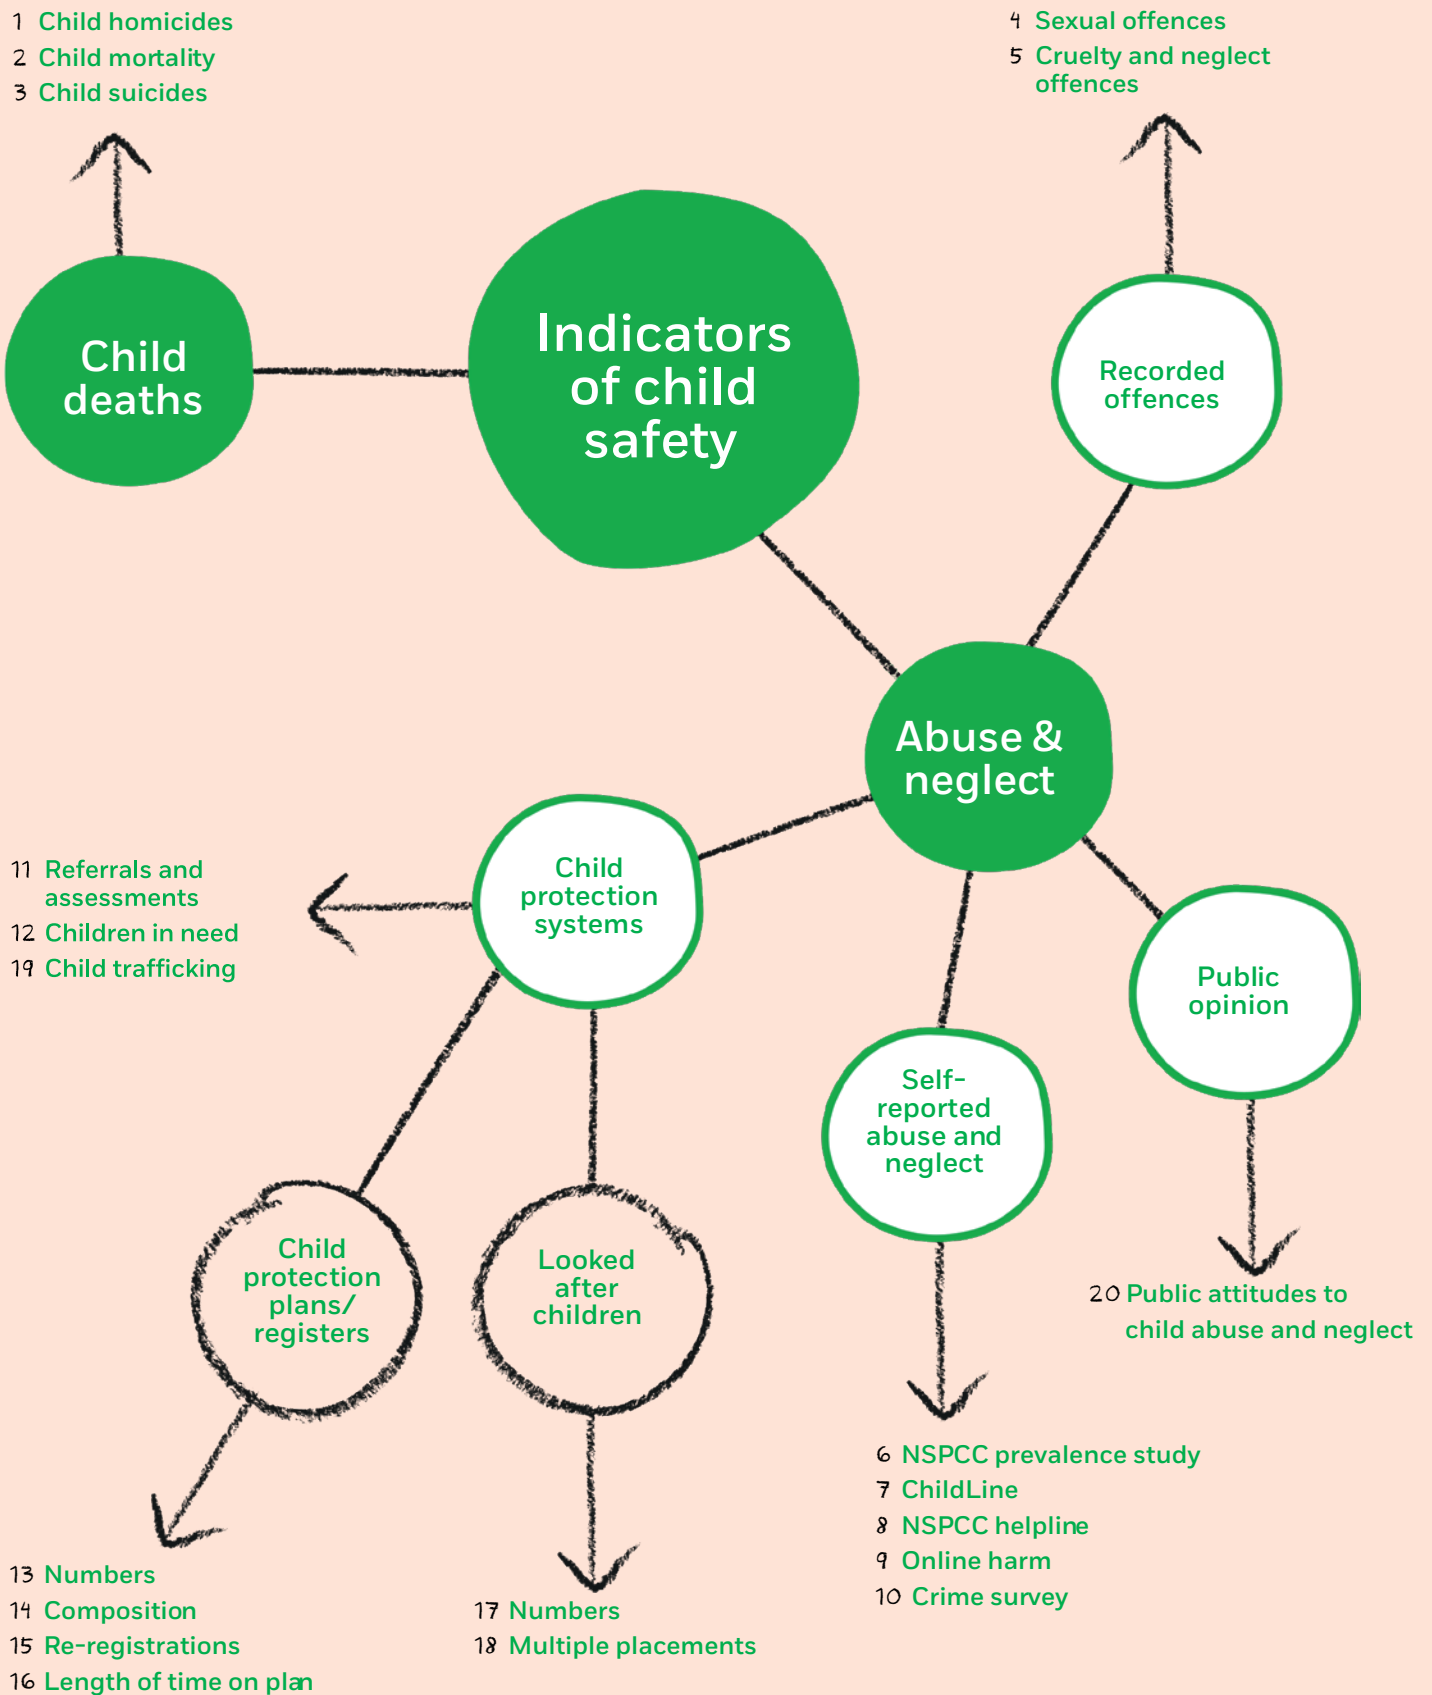 1 Child homicides
2 Child mortality
3 Child suicides
4 Sexual offences
5 Cruelty and neglect
offences
Child
deaths
Indicators
of child
safety
Recorded
offences
Abuse &
neglect
Child
protection
systems
11 Referrals and
assessments
12 Children in need
19 Child trafficking
Public
opinion
Self-
reported
abuse and
neglect
Child
protection
plans/
registers
Looked
after
children
20 Public attitudes to
child abuse and neglect
6 NSPCC prevalence study
7 ChildLine
8 NSPCC helpline
9 Online harm
10 Crime survey
13 Numbers
14 Composition
15 Re-registrations
16 Length of time on plan
17 Numbers
18 Multiple placements